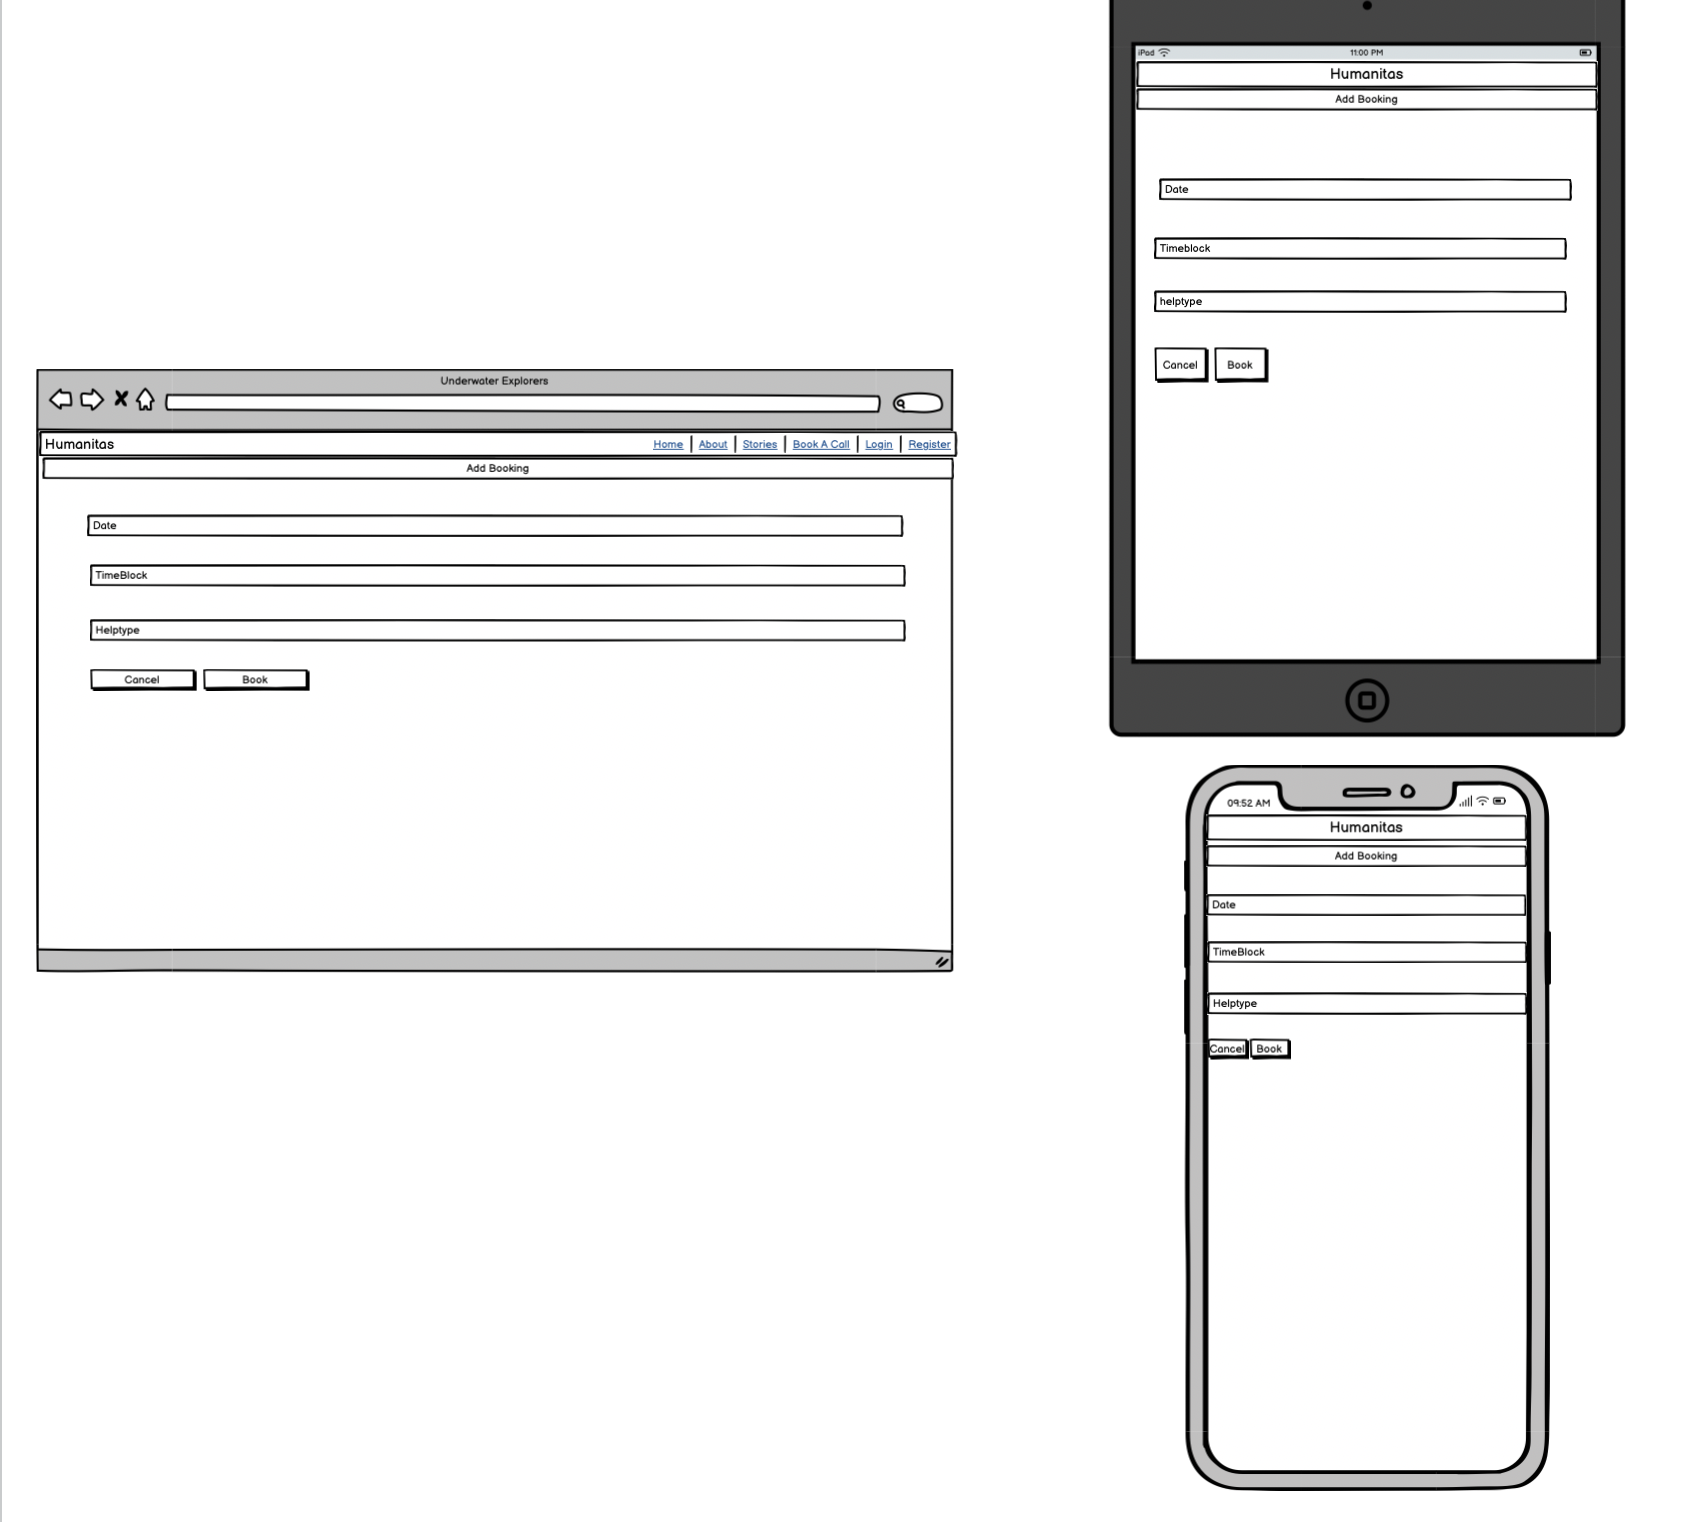 Underwater Explorers
Humanitas Home About Stories Book A Call Login Register
Add Booking
Date
TimeBlock
Helptype
Cancel Book
iPad 11:00 PM
Humanitas
Add Booking
Date
Timeblock
helptype
Cancel Book
09:52 AM
Humanitas
Add Booking
Date
TimeBlock
Helptype
Cancel Book